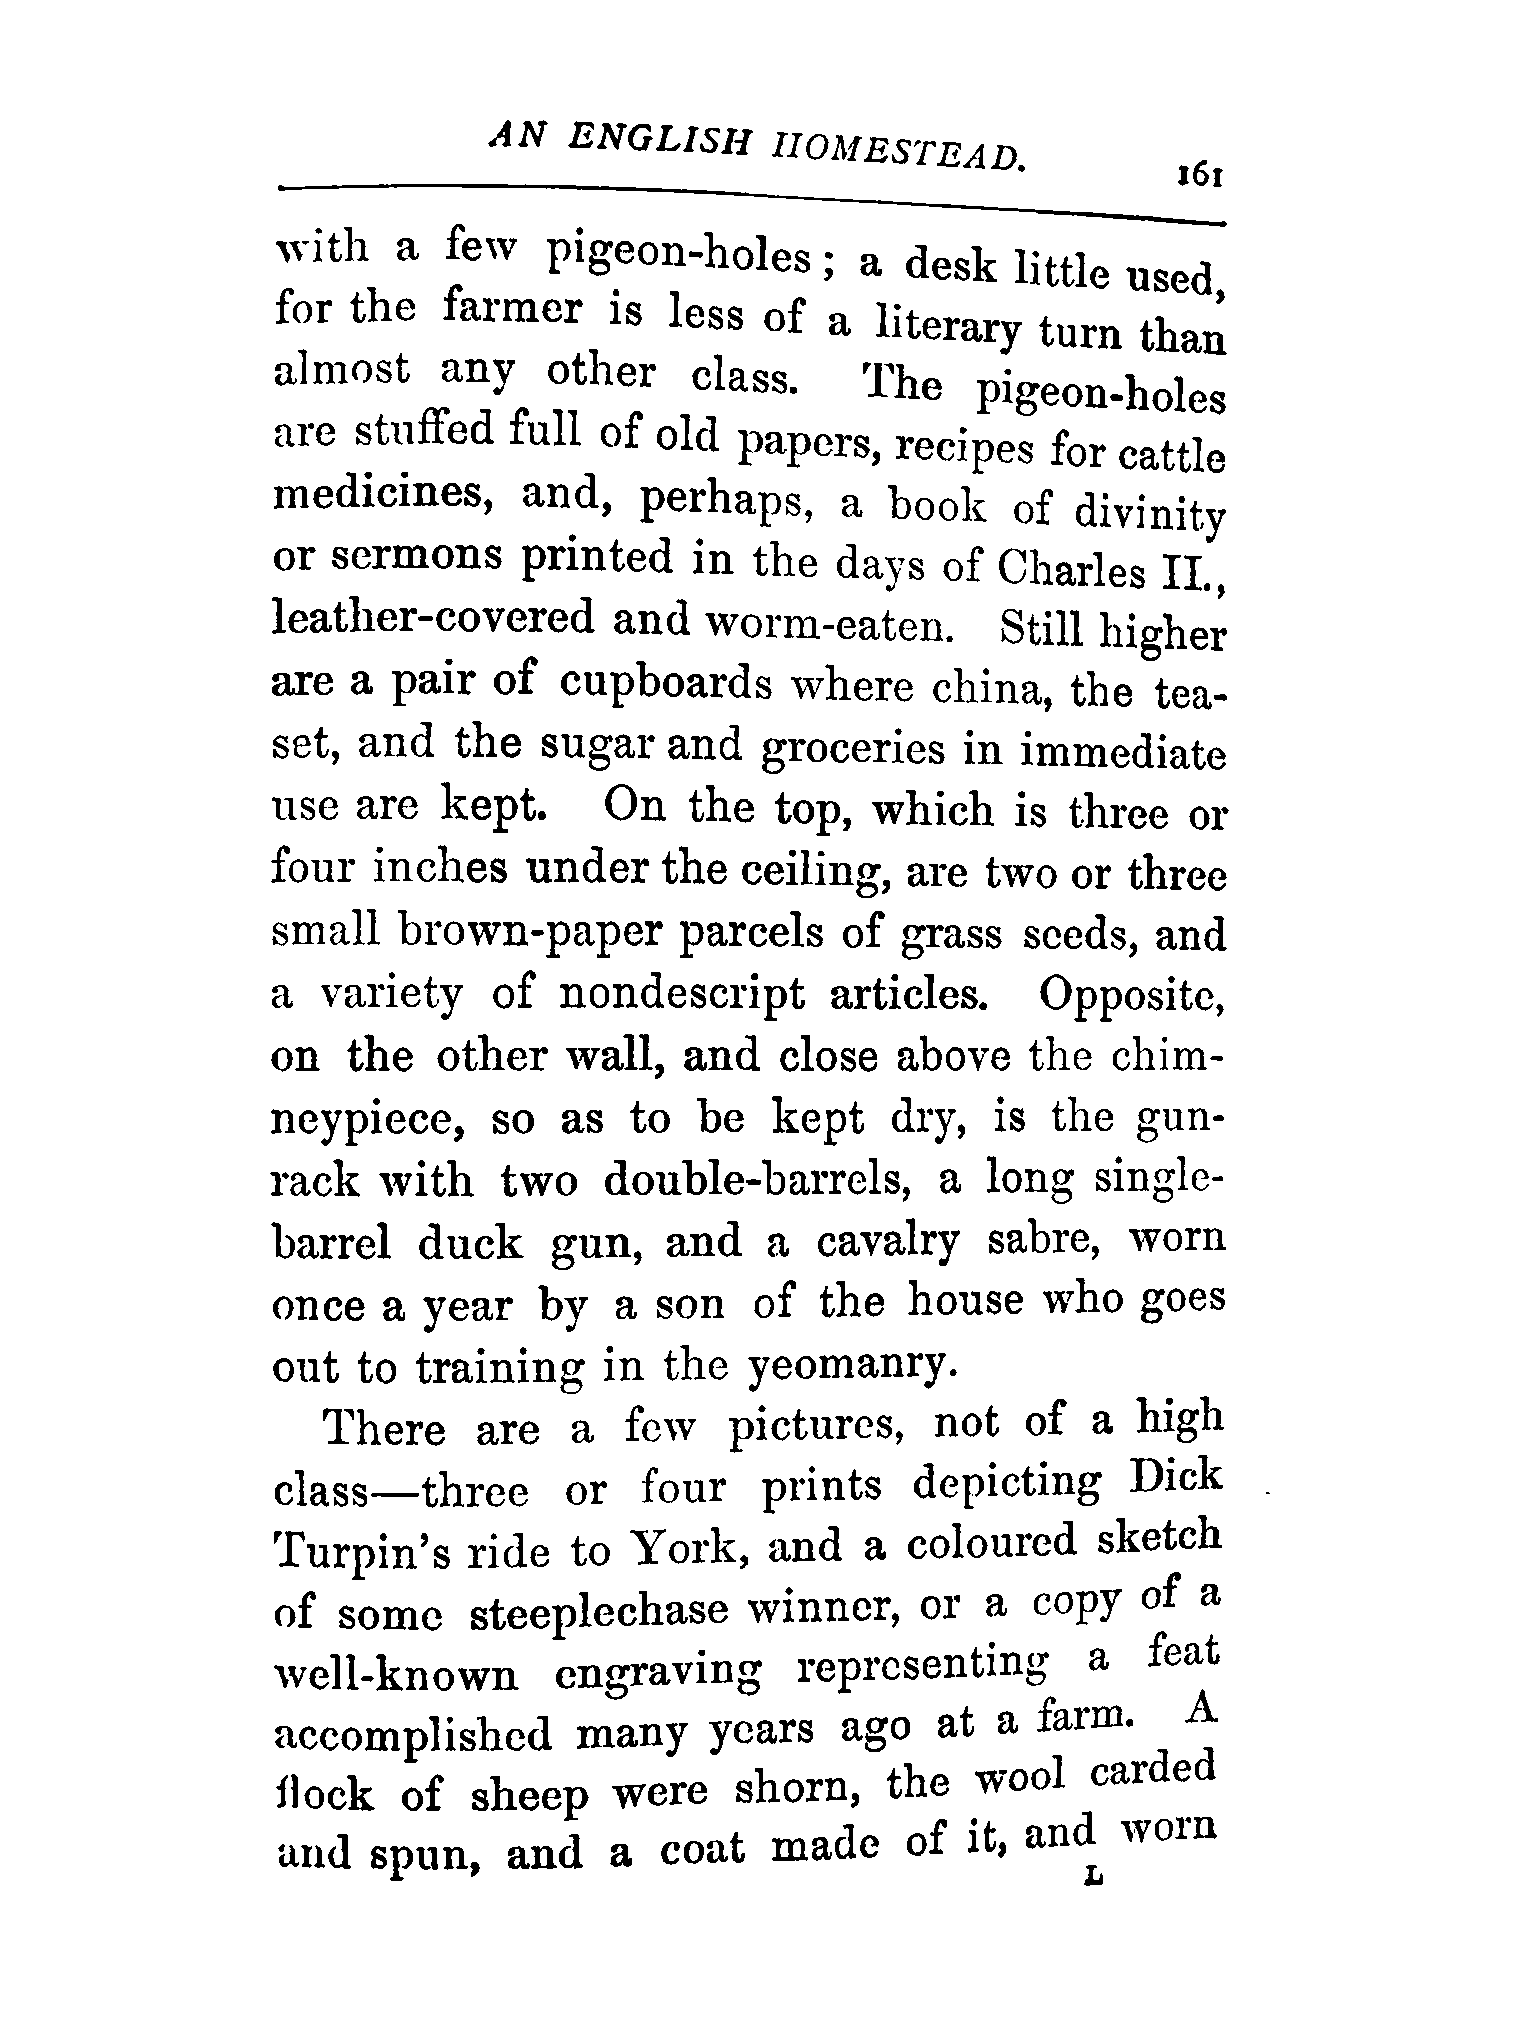 AN ENGLISH HOMESTEAD.
161
with a few pigeon-holes; a desk little used,
for the farmer is less of a literary turn than
almost any other class. The pigeon-holes
are stuffed full of old papers, recipes for cattle
medicines, and, perhaps, a book of divinity
or sermons printed in the days of Charles II.,
leather-covered and worm-eaten. Still higher
are a pair of cupboards where china, the tea-
set, and the sugar and groceries in immediate
use are kept. On the top, which is three or
four inches under the ceiling, are two or three
small brown-paper parcels of grass seeds, and
a variety of nondescript articles. Opposite,
on the other wall, and close above the chim-
neypiece, so as to be kept dry, is the gun-
rack with two double-barrels, a long single-
barrel duck gun, and a cavalry sabre, worn
once a year by a son of the house who goes
out to training in the yeomanry.
There are a few pictures, not of a high
class—three or four prints depicting Dick
Turpin's ride to York, and a coloured sketch
of some steeplechase winner, or a copy of a
well-known engraving representing a feat
accomplished many years ago at a farm. A
flock of sheep were shorn, the wool carded
and spun, and a coat made of it, and worn
L